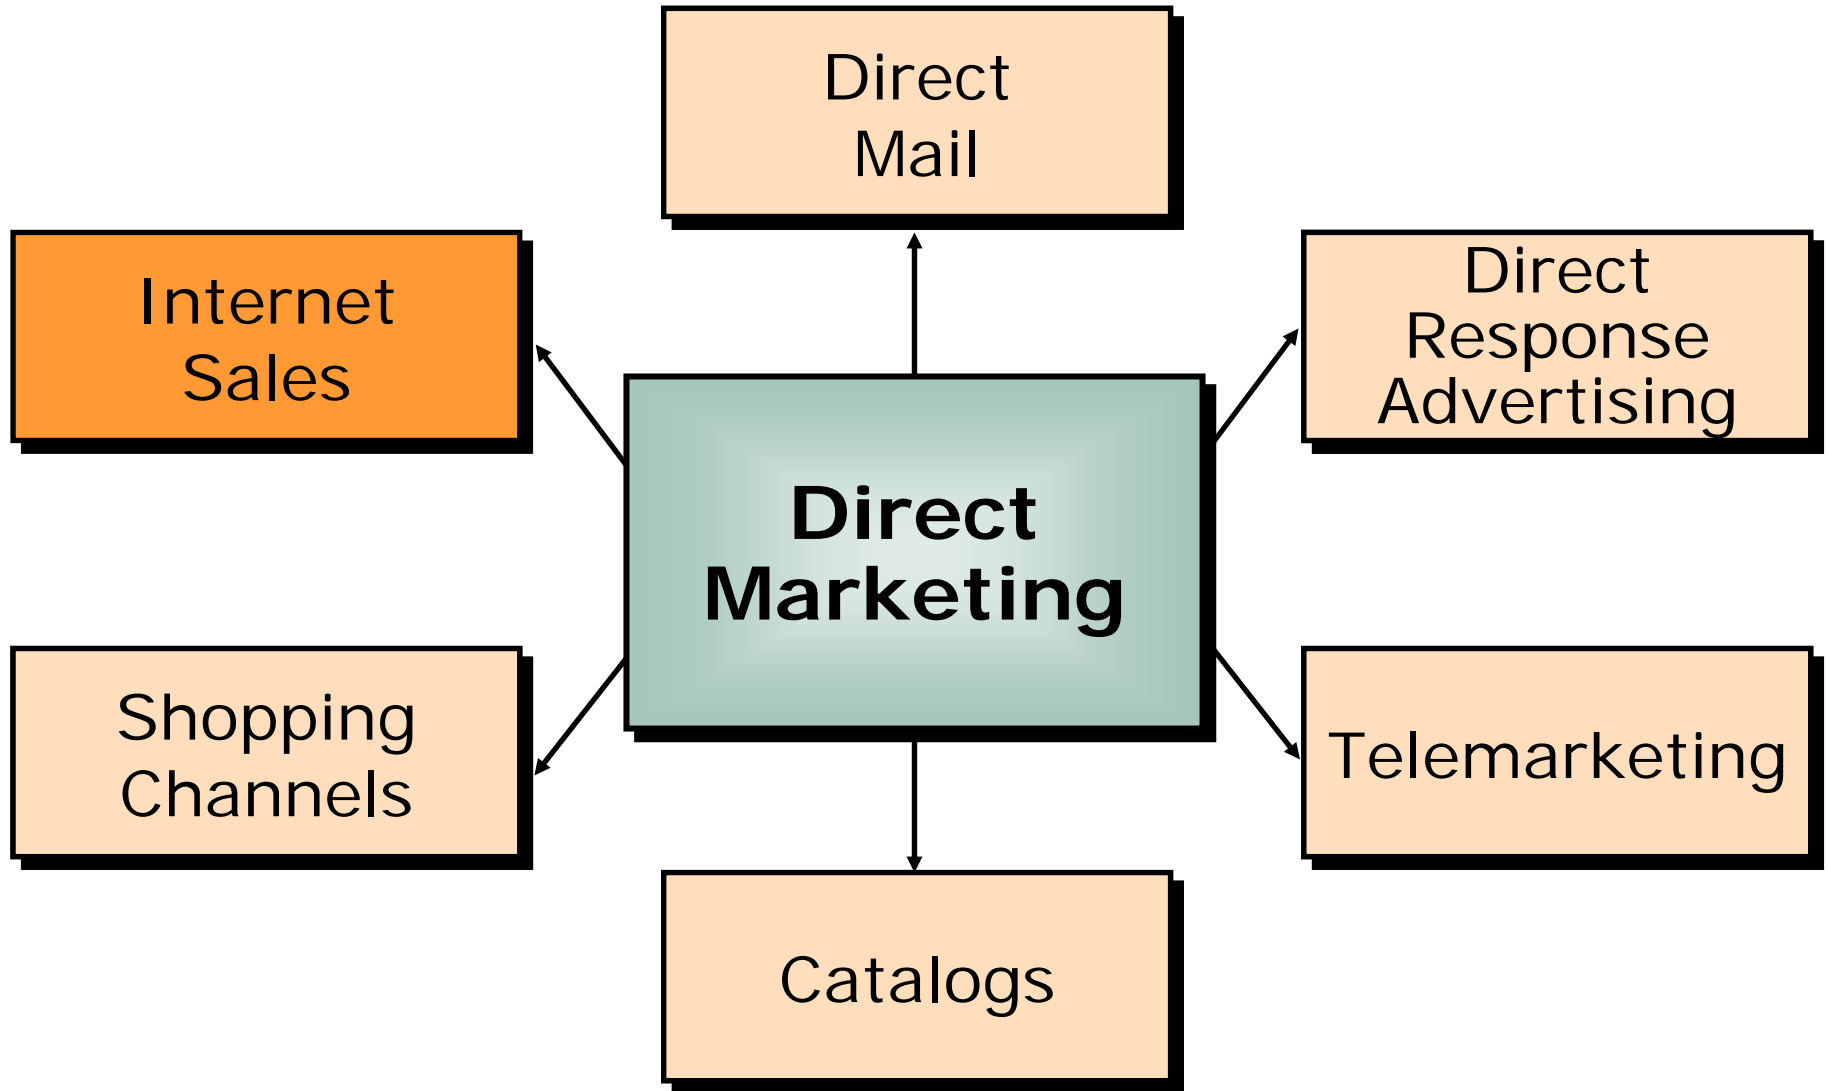 Direct
Mail
Internet
Sales
Direct
Response
Advertising
Direct
Marketing
Shopping
Channels
Telemarketing
Catalogs